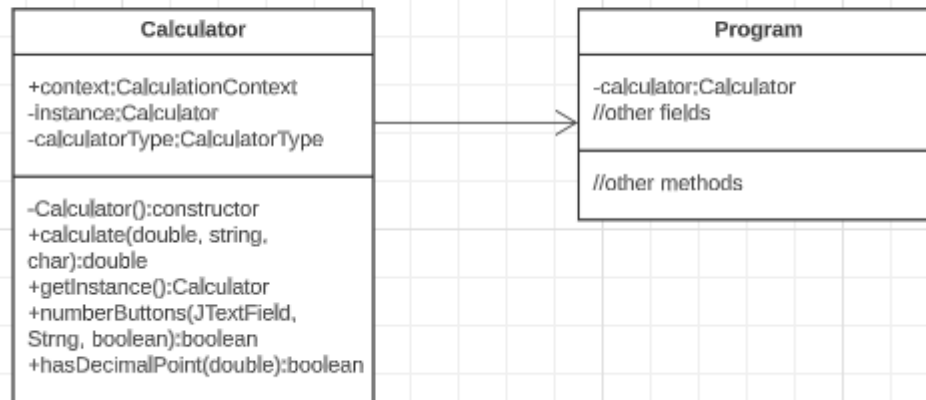 Calculator
+context;CalculationContext
-instance;Calculator
-calculatorType;CalculatorType
-Calculator():constructor
+calculate(double, string,
char):double
+getInstance():Calculator
+numberButtons(JTextField,
Strng, boolean):boolean
+hasDecimalPoint(double):boolean
Program
-calculator;Calculator
//other fields
//other methods